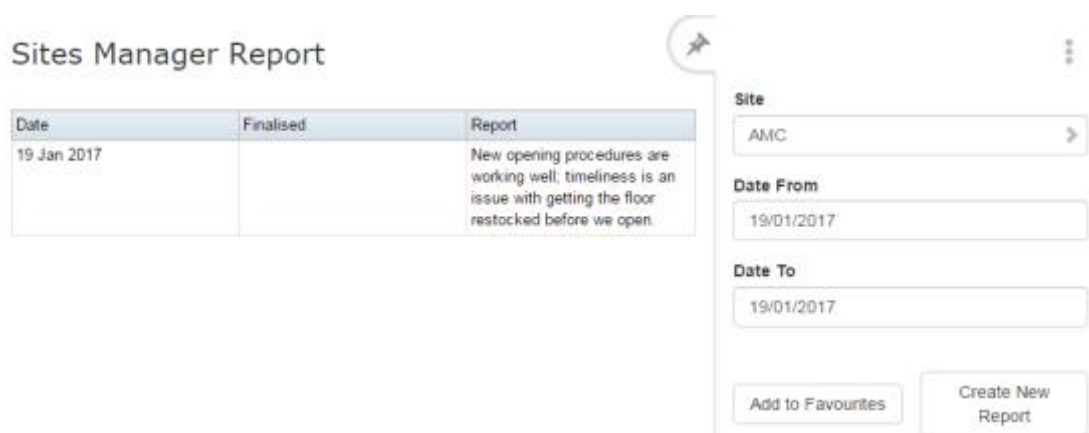 Sites Manager Report
Date Finalised Report
19 Jan 2017 New opening procedures are
working well; timeliness is an
issue with getting the floor
restocked before we open.
Site
AMC
Date From
19/01/2017
Date To
19/01/2017
Add to Favourites
Create New
Report